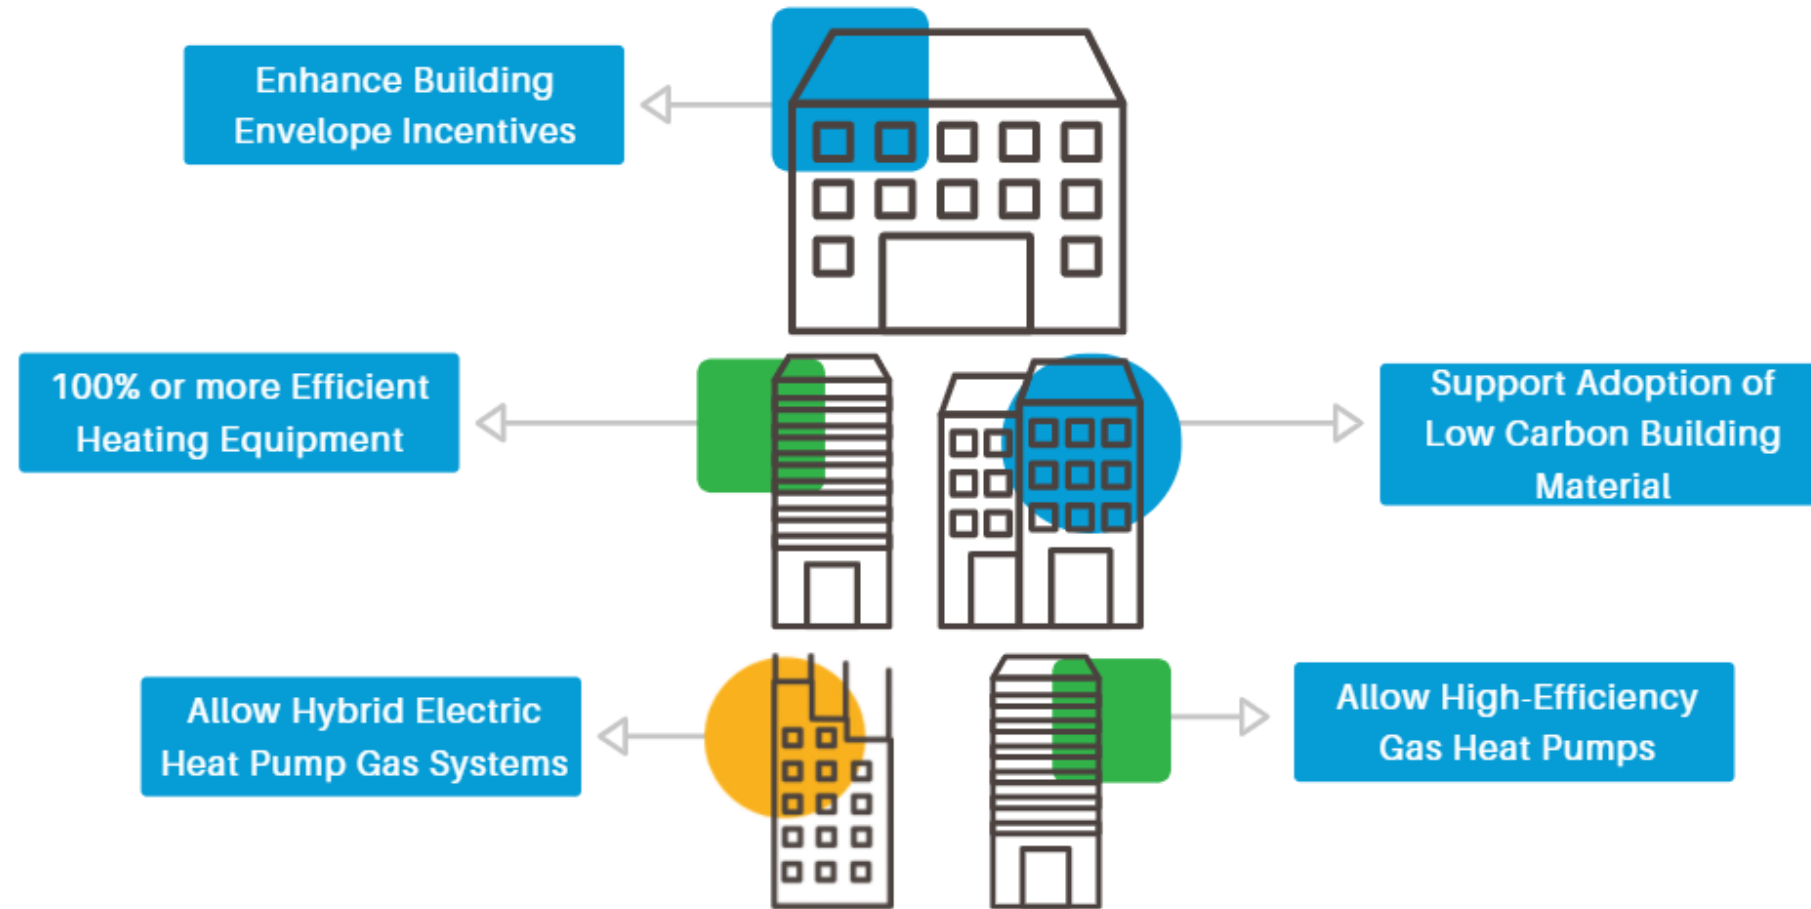 Enhance Building
Envelope Incentives
100% or more Efficient
Heating Equipment
Support Adoption of
Low Carbon Building
Material
Allow Hybrid Electric
Heat Pump Gas Systems
Allow High-Efficiency
Gas Heat Pumps